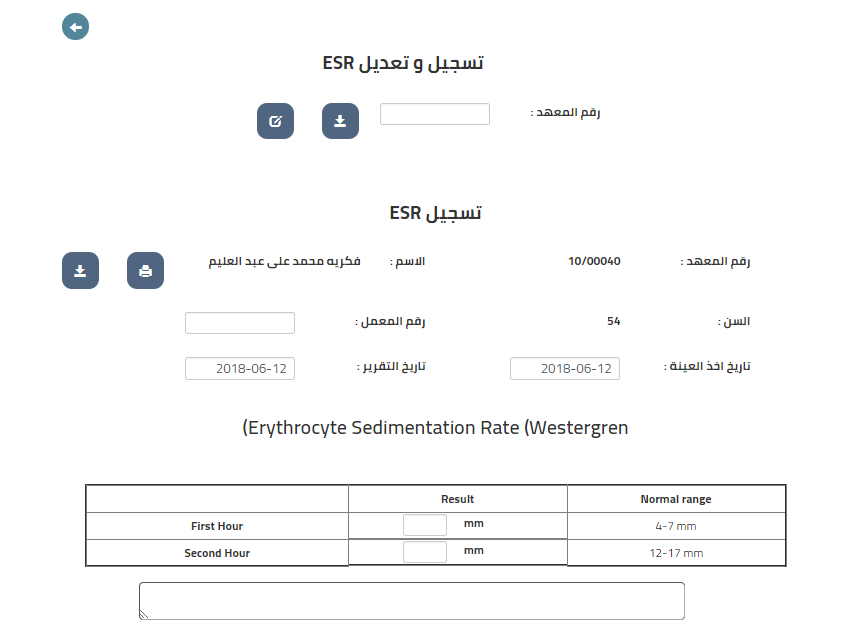 تسجيل و تعديل ESR
رقم المعهد :
تسجيل ESR
رقم المعهد : 10/00040 الاسم : فكريه محمد على عبد العليم
السن : 54 رقم المعمل :
تاريخ اخذ العينة : 2018-06-12 تاريخ التقرير : 2018-06-12
(Erythrocyte Sedimentation Rate (Westergren
Result Normal range
First Hour mm 4-7 mm
Second Hour mm 12-17 mm